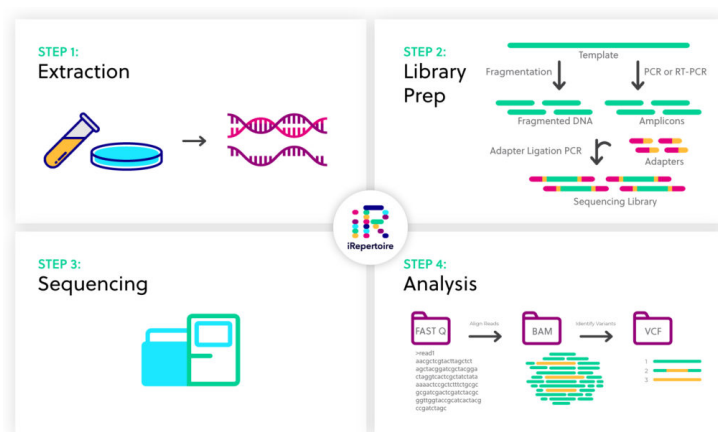 STEP 1:
Extraction
STEP 2:
Library
Prep
Template
Fragmentation
PCR or RT-PCR
Fragmented DNA
Amplicons
Adapter Ligation PCR
Adapters
Sequencing Library
iRepertoire
STEP 3:
Sequencing
STEP 4:
Analysis
FAST Q
Align Reads
BAM
Identify Variants
VCF
>read1
aacgctcgtacttagctct
agctacggatcgctacgga
ctaggtcactcgctatctata
aaaactccgctctttctgcgc
gcgatcgactcgatctacgc
ggttggtaccgcatcactacg
ccgatctagc
1
2
3